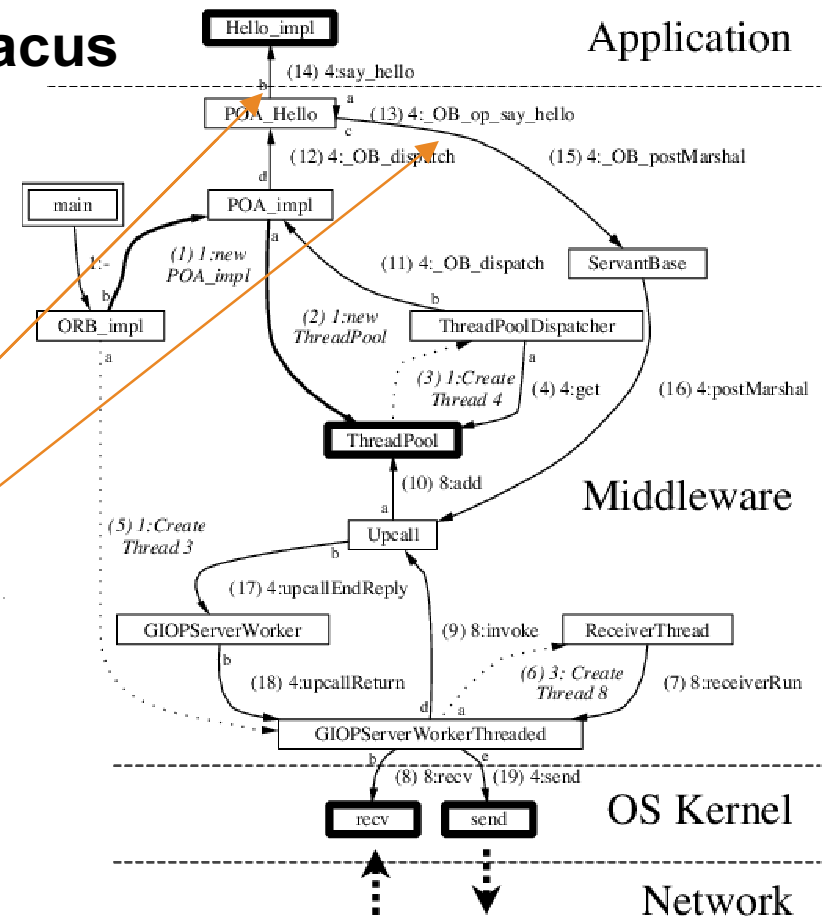 acus
Hello_impl
Application
(14) 4:say_hello
b
a
POA_Hello
(13) 4:_OB_op_say_hello
c
(12) 4:_OB_dispatch
(15) 4:_OB_postMarshal
d
main
POA_impl
a
(1) 1:new
POA_impl
1:-
(11) 4:_OB_dispatch
ServantBase
b
b
ORB_impl
(2) 1:new
ThreadPool
ThreadPoolDispatcher
a
a
(3) 1:Create
Thread 4
(4) 4:get
(16) 4:postMarshal
ThreadPool
(10) 8:add
Middleware
a
(5) 1:Create
Thread 3
Upcall
b
(17) 4:upcallEndReply
GIOPServerWorker
(9) 8:invoke
ReceiverThread
b
(18) 4:upcallReturn
(6) 3: Create
Thread 8
(7) 8:receiverRun
d
a
GIOPServerWorkerThreaded
b
(8) 8:recv
(19) 4:send
recv
send
OS Kernel
Network